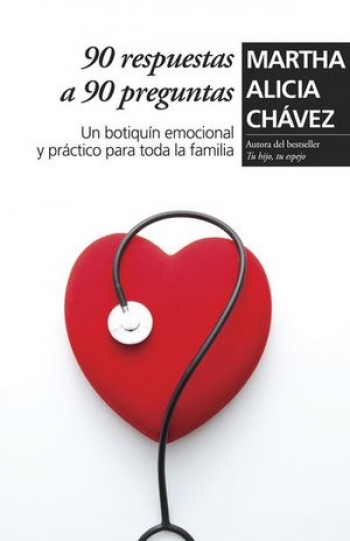 90 respuestas
a 90 preguntas
Un botiquín emocional
y práctico para toda la familia
MARTHA
ALICIA
CHÁVEZ
Autora del bestseller
Tu hijo, tu espejo